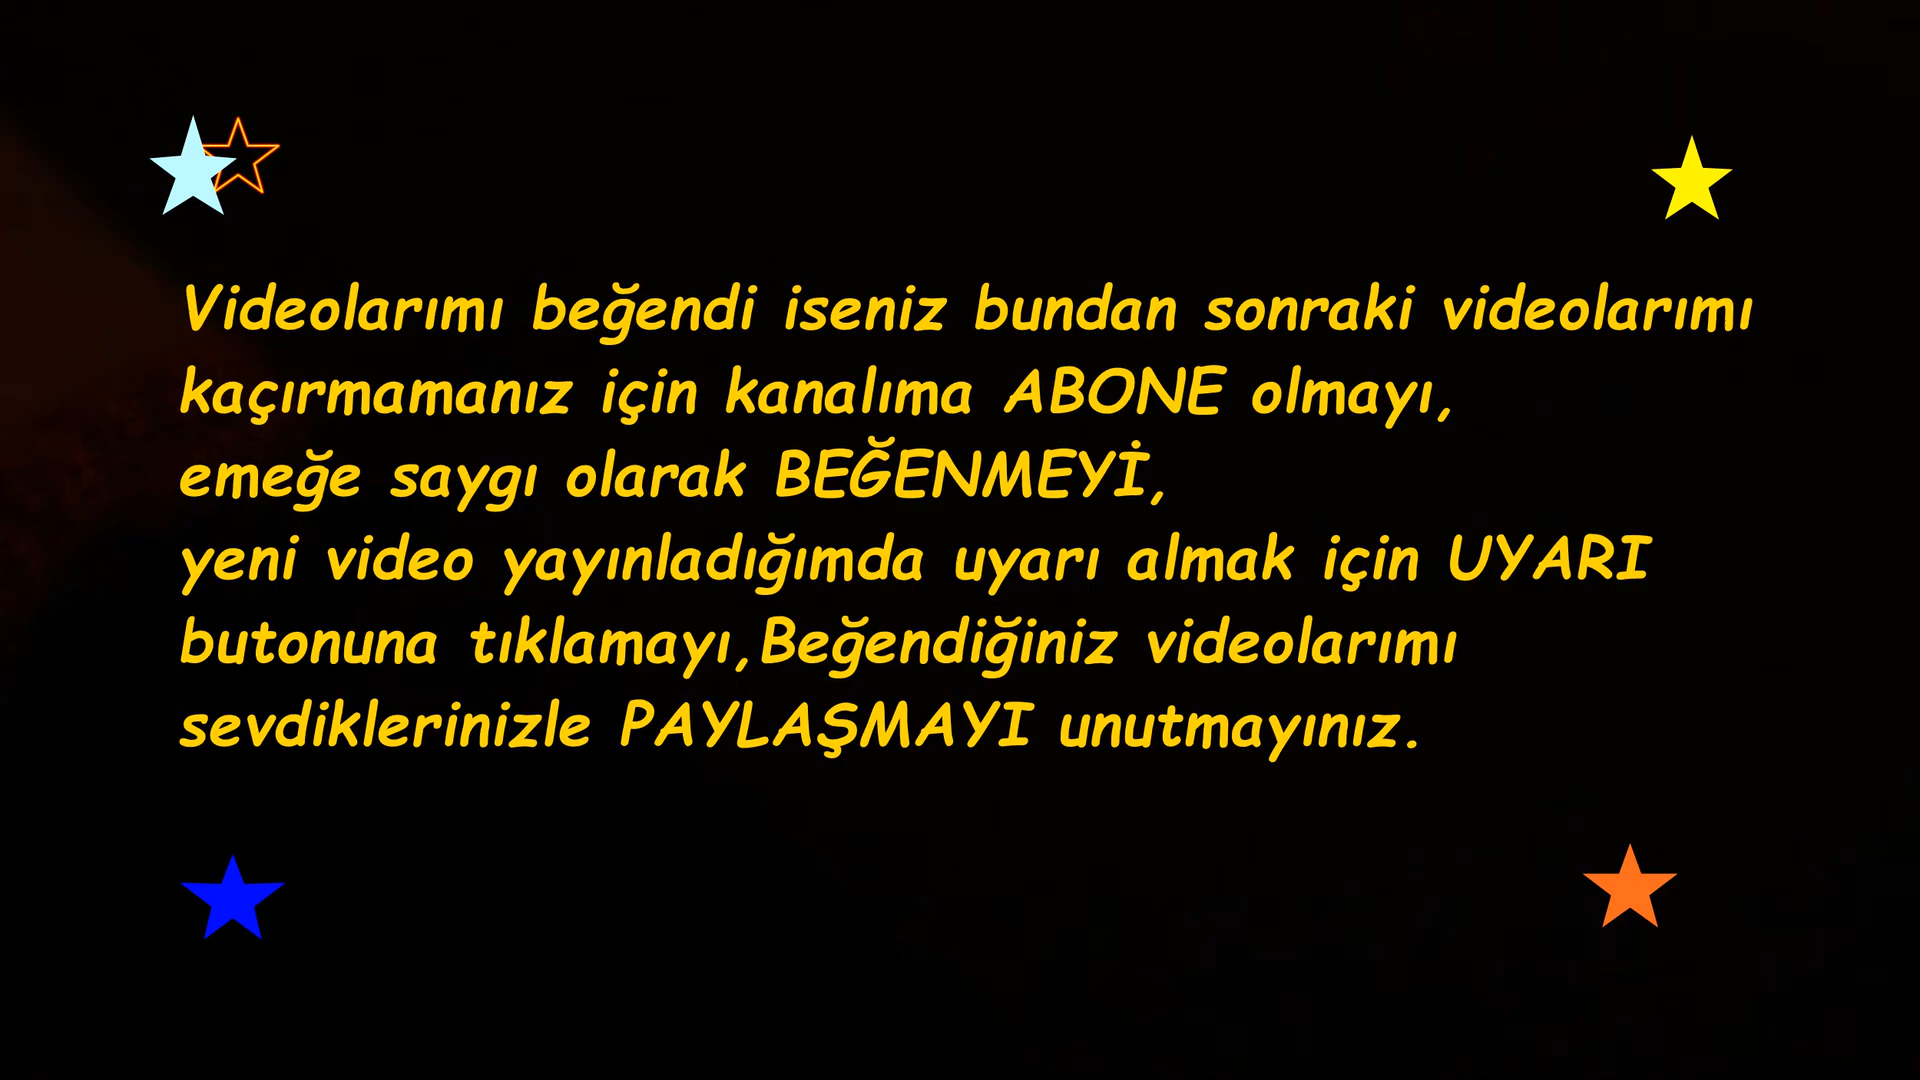 Videolarımı beğendi iseniz bundan sonraki videolarımı
kaçırmamanız için kanalıma ABONE olmayı,
emeğe saygı olarak BEĞENMEYİ,
yeni video yayınladığımda uyarı almak için UYARI
butonuna tıklamayı,Beğendiğiniz videolarımı
sevdiklerinizle PAYLAŞMAYI unutmayınız.